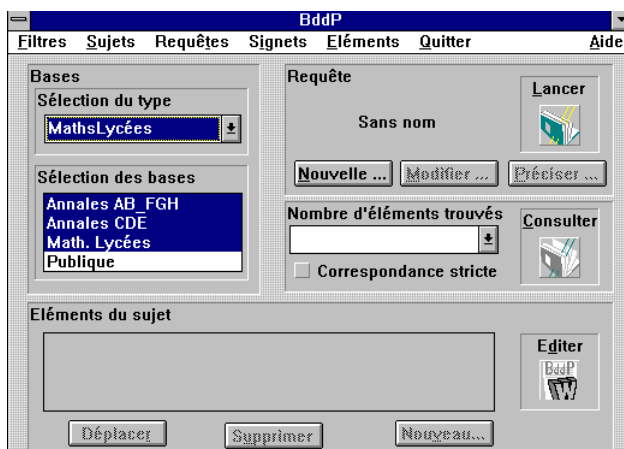 BddP
Filtres Sujets Requêtes Signets Eléments Quitter Aide
Bases
Sélection du type
MathsLycées
Sélection des bases
Annales AB_FGH
Annales CDE
Math. Lycées
Publique
Requête
Sans nom
Lancer
Nouvelle ... Modifier ... Préciser ...
Nombre d'éléments trouvés
Correspondance stricte
Consulter
Eléments du sujet
Déplacer Supprimer Nouveau...
Editer
BddP
W